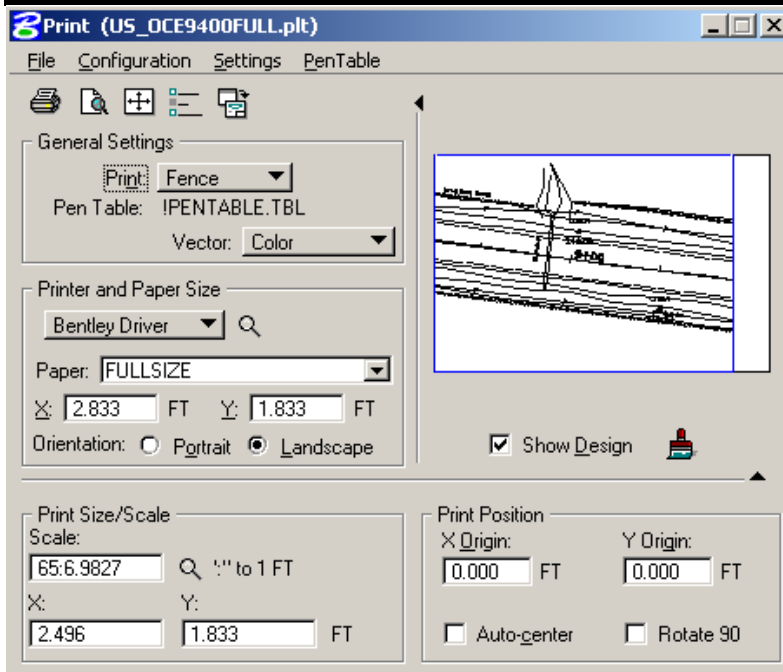 Print (US_OCE9400FULL.plt)
File Configuration Settings PenTable
General Settings
Print: Fence
Pen Table: !PENTABLE.TBL
Vector: Color
Printer and Paper Size
Bentley Driver
Paper: FULLSIZE
X: 2.833 FT Y: 1.833 FT
Orientation: Portrait Landscape
Show Design
Print Size/Scale
Scale:
65:6.9827 ':'' to 1 FT
X: Y:
2.496 1.833 FT
Print Position
X Origin: Y Origin:
0.000 FT 0.000 FT
Auto-center Rotate 90